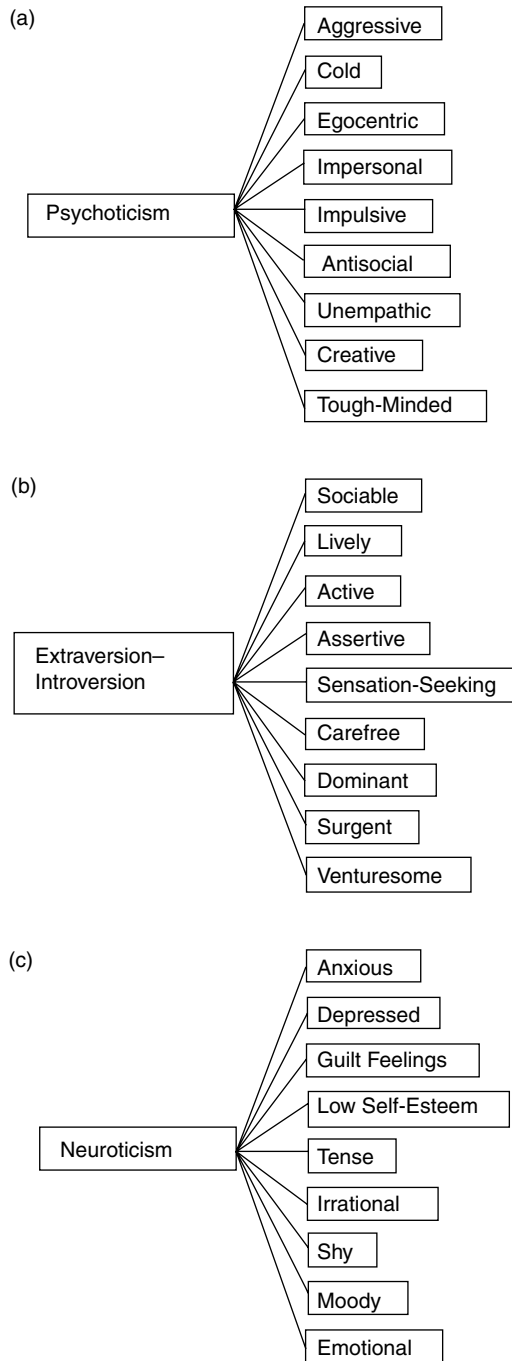 (a)
Aggressive
Cold
Egocentric
Impersonal
Psychoticism
Impulsive
Antisocial
Unempathic
Creative
Tough-Minded
(b)
Sociable
Lively
Active
Assertive
Extraversion–
Introversion
Sensation-Seeking
Carefree
Dominant
Surgent
Venturesome
(c)
Anxious
Depressed
Guilt Feelings
Low Self-Esteem
Neuroticism
Tense
Irrational
Shy
Moody
Emotional